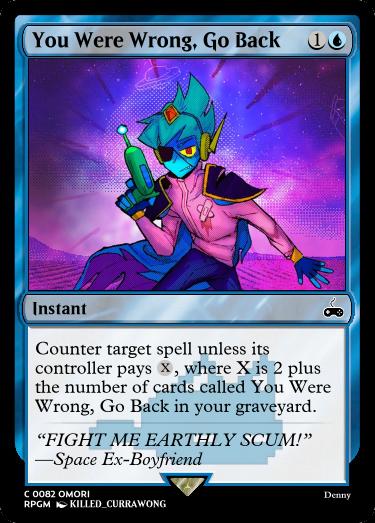 You Were Wrong, Go Back 1
Instant
Counter target spell unless its
controller pays X, where X is 2 plus
the number of cards called You Were
Wrong, Go Back in your graveyard.
“FIGHT ME EARTHLY SCUM!”
—Space Ex-Boyfriend
C 0082 OMORI
RPGM KILLED_CURRAWONG
Denny